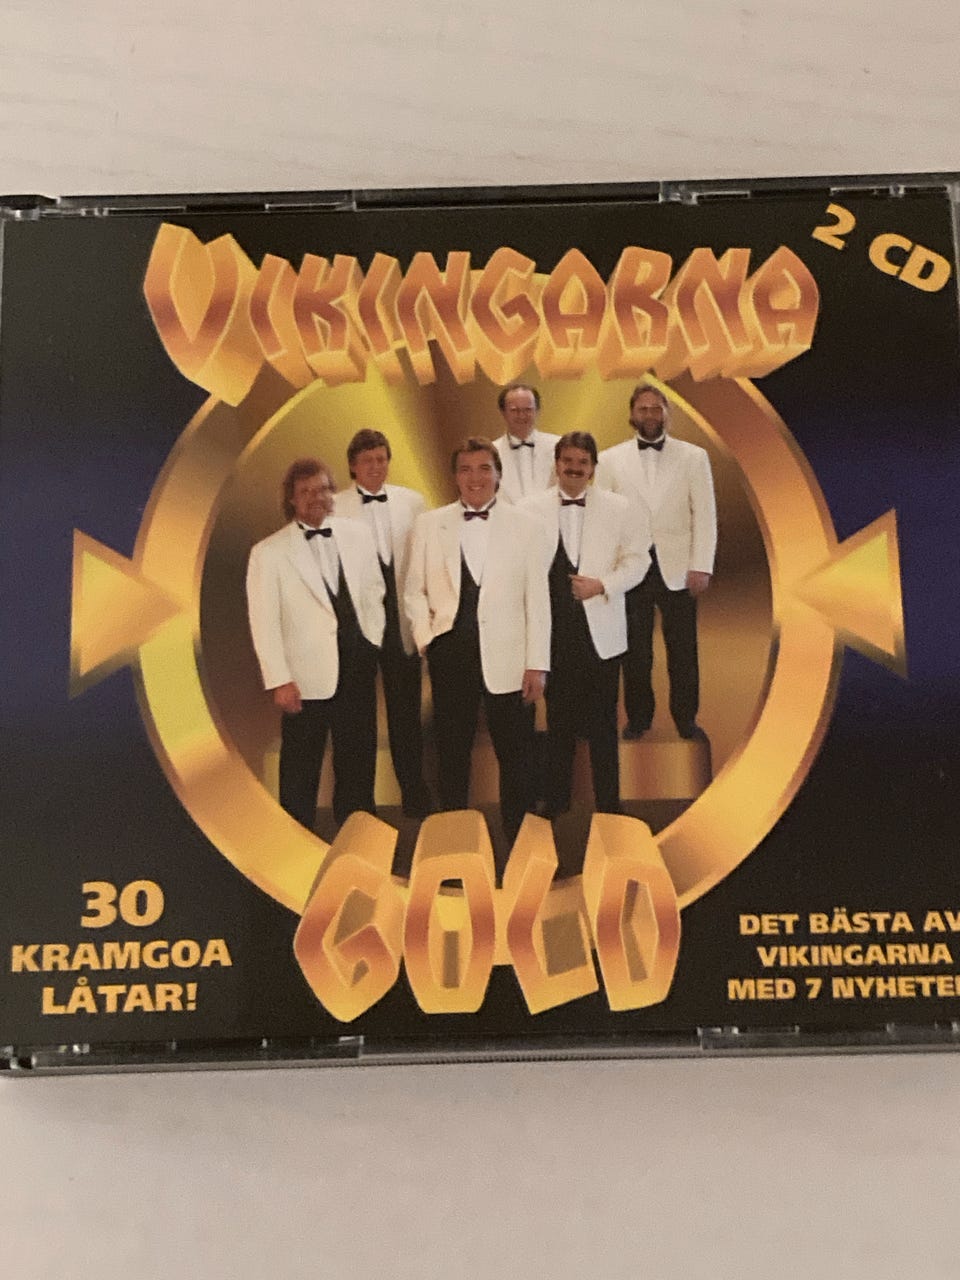 VIKINGARNA
2 CD
GOLD
30
KRAMGOA
LÅTAR!
DET BÄSTA AV
VIKINGARNA
MED 7 NYHETER